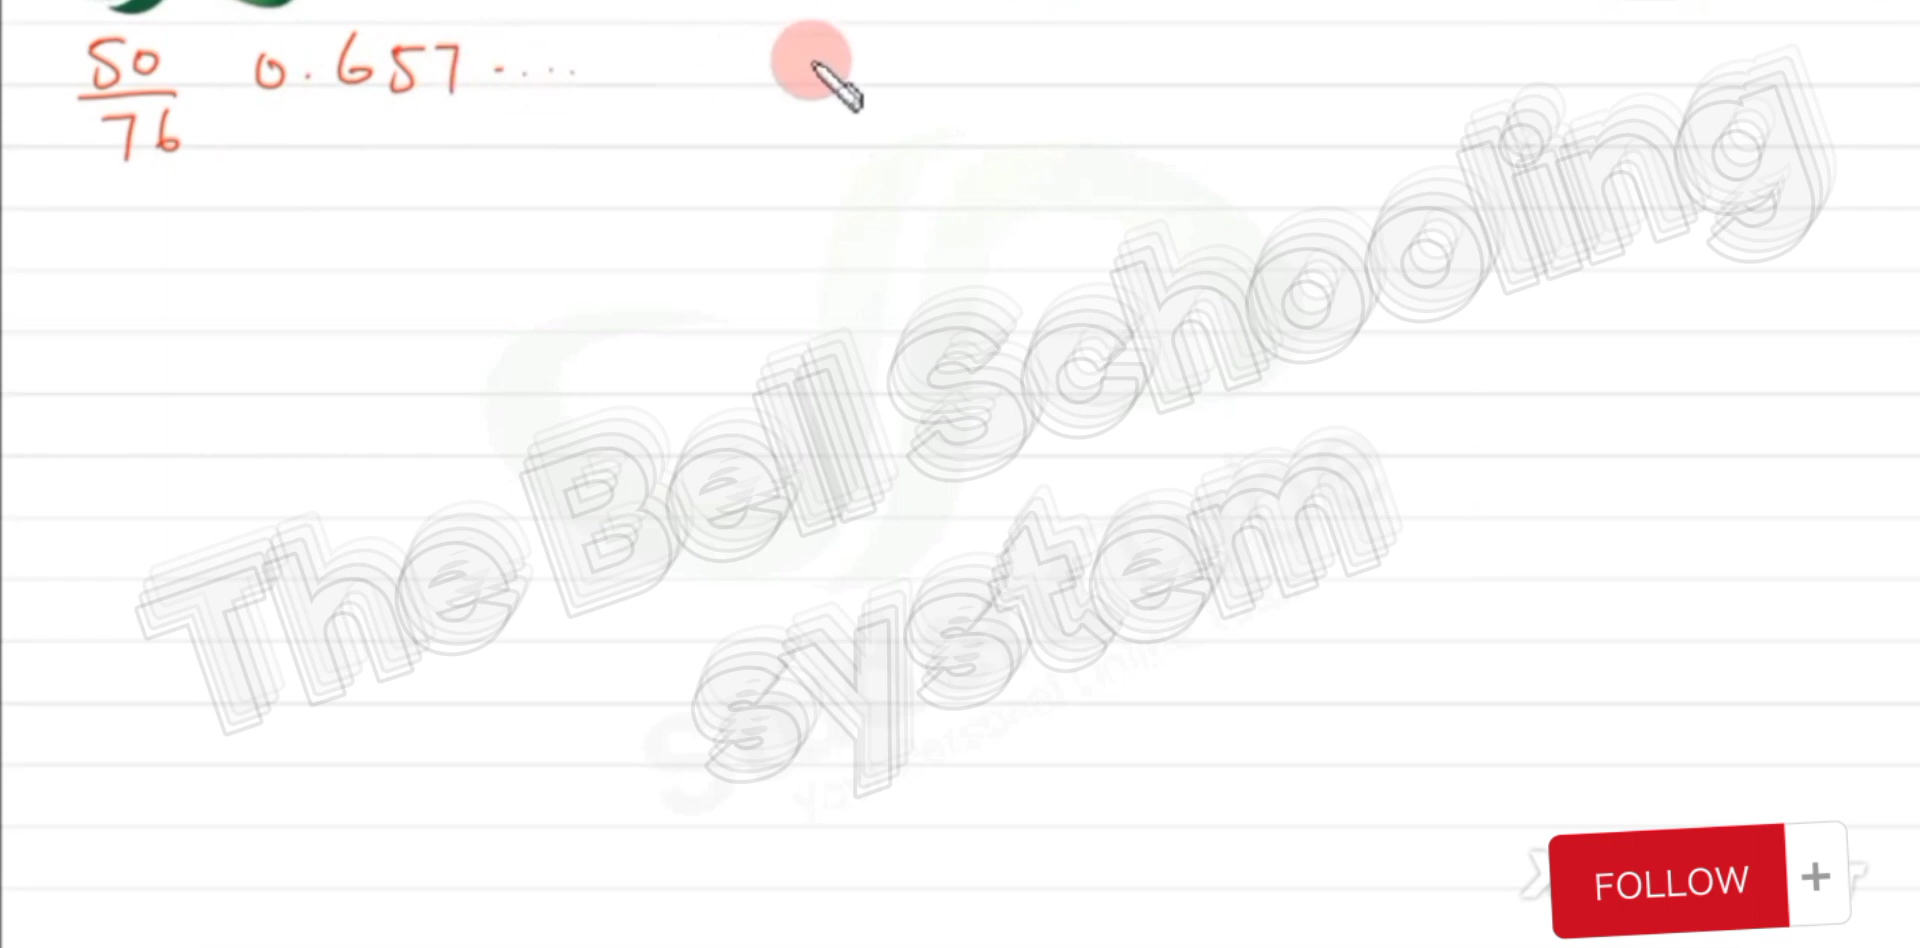 50 0.657.....
76
The Bell Schooling
system
FOLLOW +